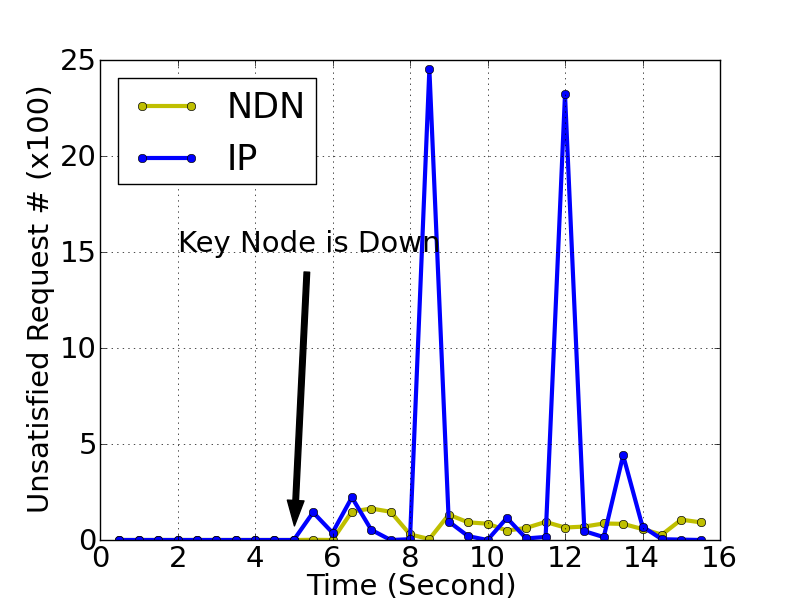 25
20
15
10
5
0
Unsatisfied Request # (x100)
NDN
IP
Key Node is Down
0 2 4 6 8 10 12 14 16
Time (Second)